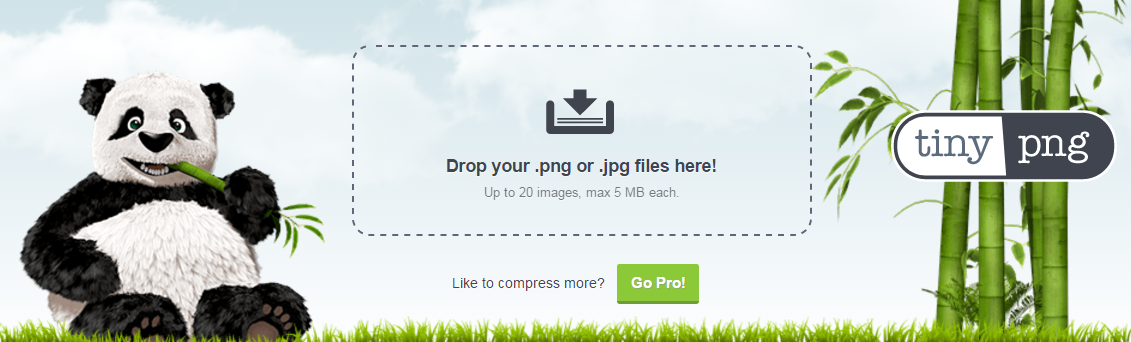 Drop your .png or .jpg files here!
Up to 20 images, max 5 MB each.
Like to compress more? Go Pro!
tiny png